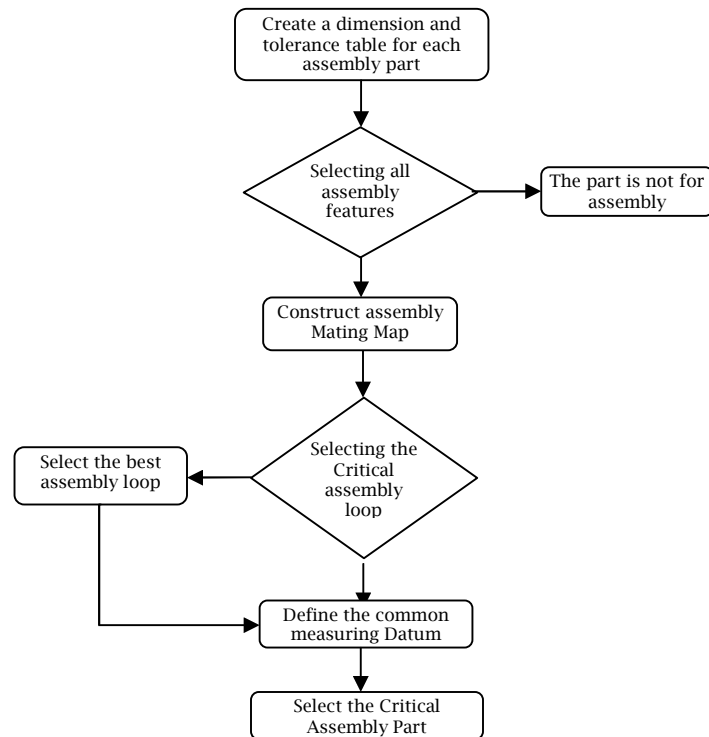 Create a dimension and
tolerance table for each
assembly part
Selecting all
assembly
features
The part is not for
assembly
Construct assembly
Mating Map
Selecting the
Critical
assembly
loop
Select the best
assembly loop
Define the common
measuring Datum
Select the Critical
Assembly Part